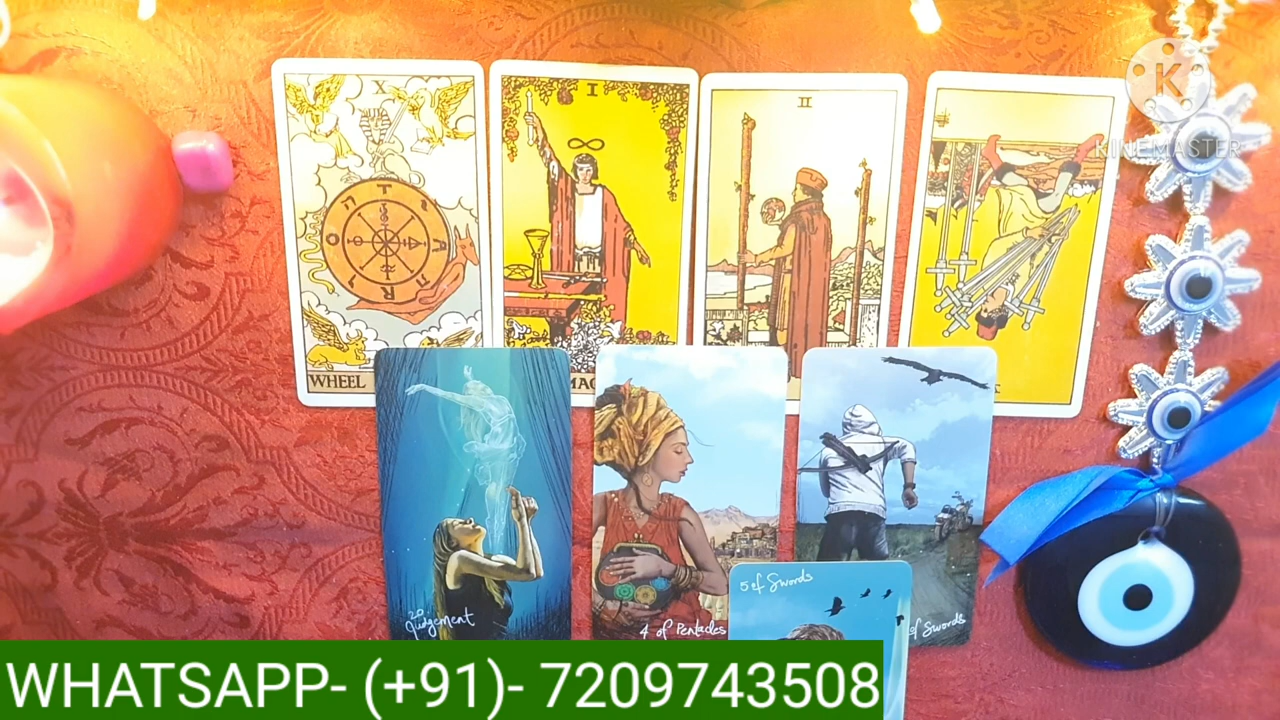 X
I
II
K
KINEMASTER
WHEEL
MAG
5 of Swords
20.
Judgement
4 of Pentacles
of Swords
WHATSAPP- (+91)- 7209743508